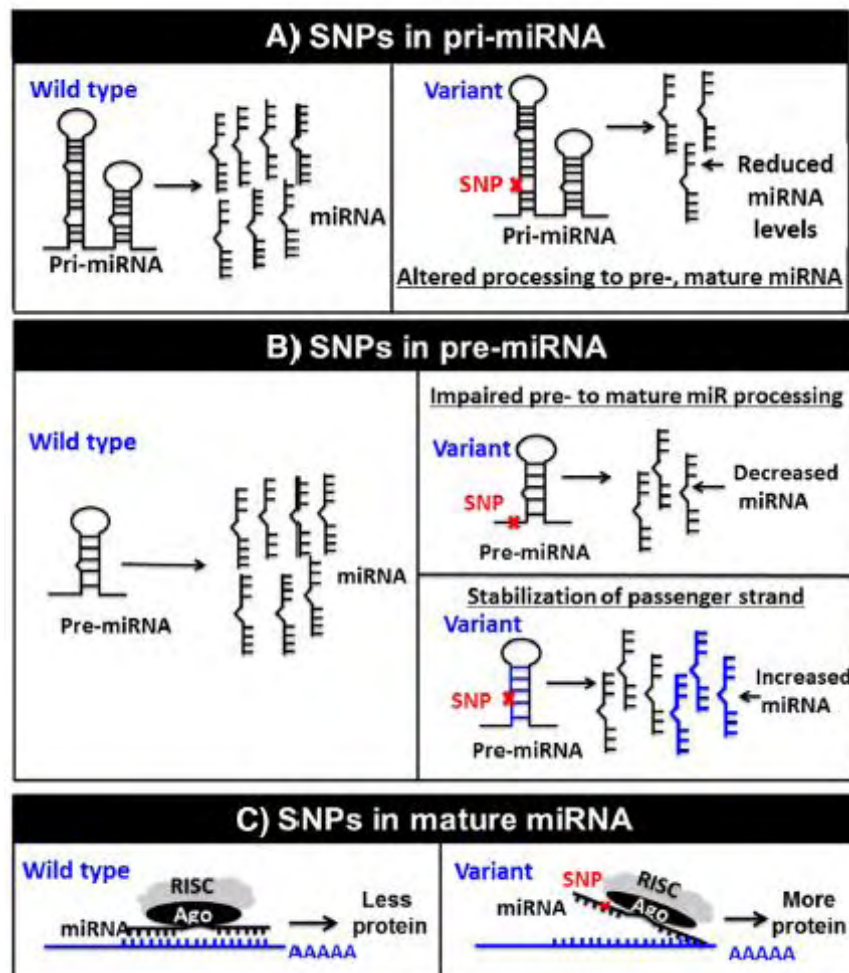 A) SNPs in pri-miRNA
Wild type
miRNA
Pri-miRNA
Variant
SNP
Reduced
miRNA
levels
Pri-miRNA
Altered processing to pre-, mature miRNA
B) SNPs in pre-miRNA
Wild type
miRNA
Pre-miRNA
Impaired pre- to mature miR processing
Variant
SNP
Decreased
miRNA
Pre-miRNA
Stabilization of passenger strand
Variant
SNP
Increased
miRNA
Pre-miRNA
C) SNPs in mature miRNA
Wild type
RISC
Ago
miRNA
AAAAA
Less
protein
Variant
SNP
RISC
Ago
miRNA
AAAAA
More
protein